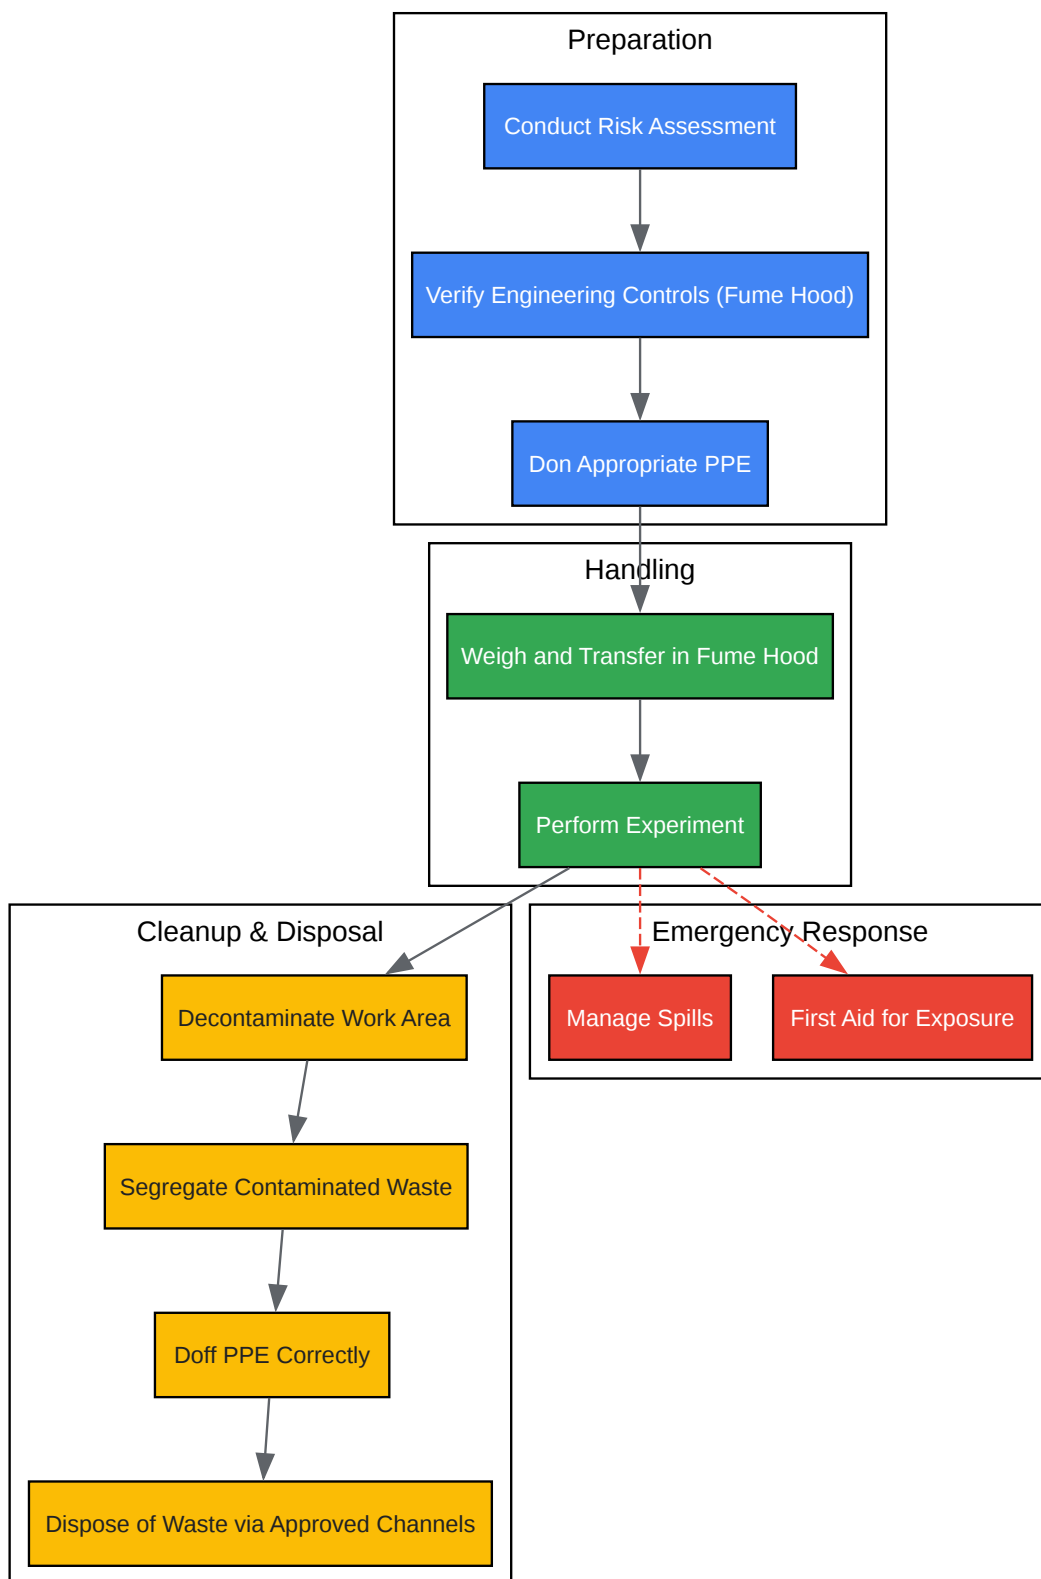 Preparation
Conduct Risk Assessment
Verify Engineering Controls (Fume Hood)
Don Appropriate PPE
Handling
Weigh and Transfer in Fume Hood
Perform Experiment
Cleanup & Disposal
Decontaminate Work Area
Segregate Contaminated Waste
Doff PPE Correctly
Dispose of Waste via Approved Channels
Emergency Response
Manage Spills
First Aid for Exposure